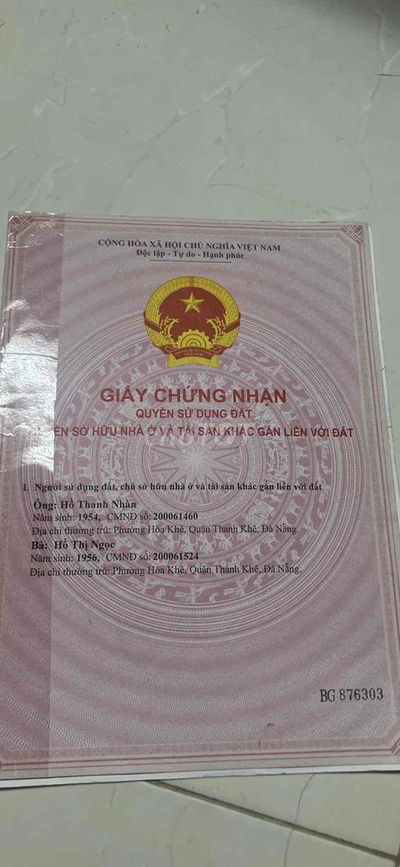 CỘNG HÒA XÃ HỘI CHỦ NGHĨA VIỆT NAM
Độc lập - Tự do - Hạnh phúc
GIẤY CHỨNG NHẬN
QUYỀN SỬ DỤNG ĐẤT
SỞ HỮU NHÀ Ở VÀ TÀI SẢN KHÁC GẮN LIỀN VỚI ĐẤT
I. Người sử dụng đất, chủ sở hữu nhà ở và tài sản khác gắn liền với đất
Ông: Hồ Thanh Nhàn
Năm sinh: 1954, CMND số: 200061460
Địa chỉ thường trú: Phường Hòa Khê, Quận Thanh Khê, Đà Nẵng.
Bà: Hồ Thị Ngọc
Năm sinh: 1956, CMND số: 200061524
Địa chỉ thường trú: Phường Hòa Khê, Quận Thanh Khê, Đà Nẵng.
BG 876303